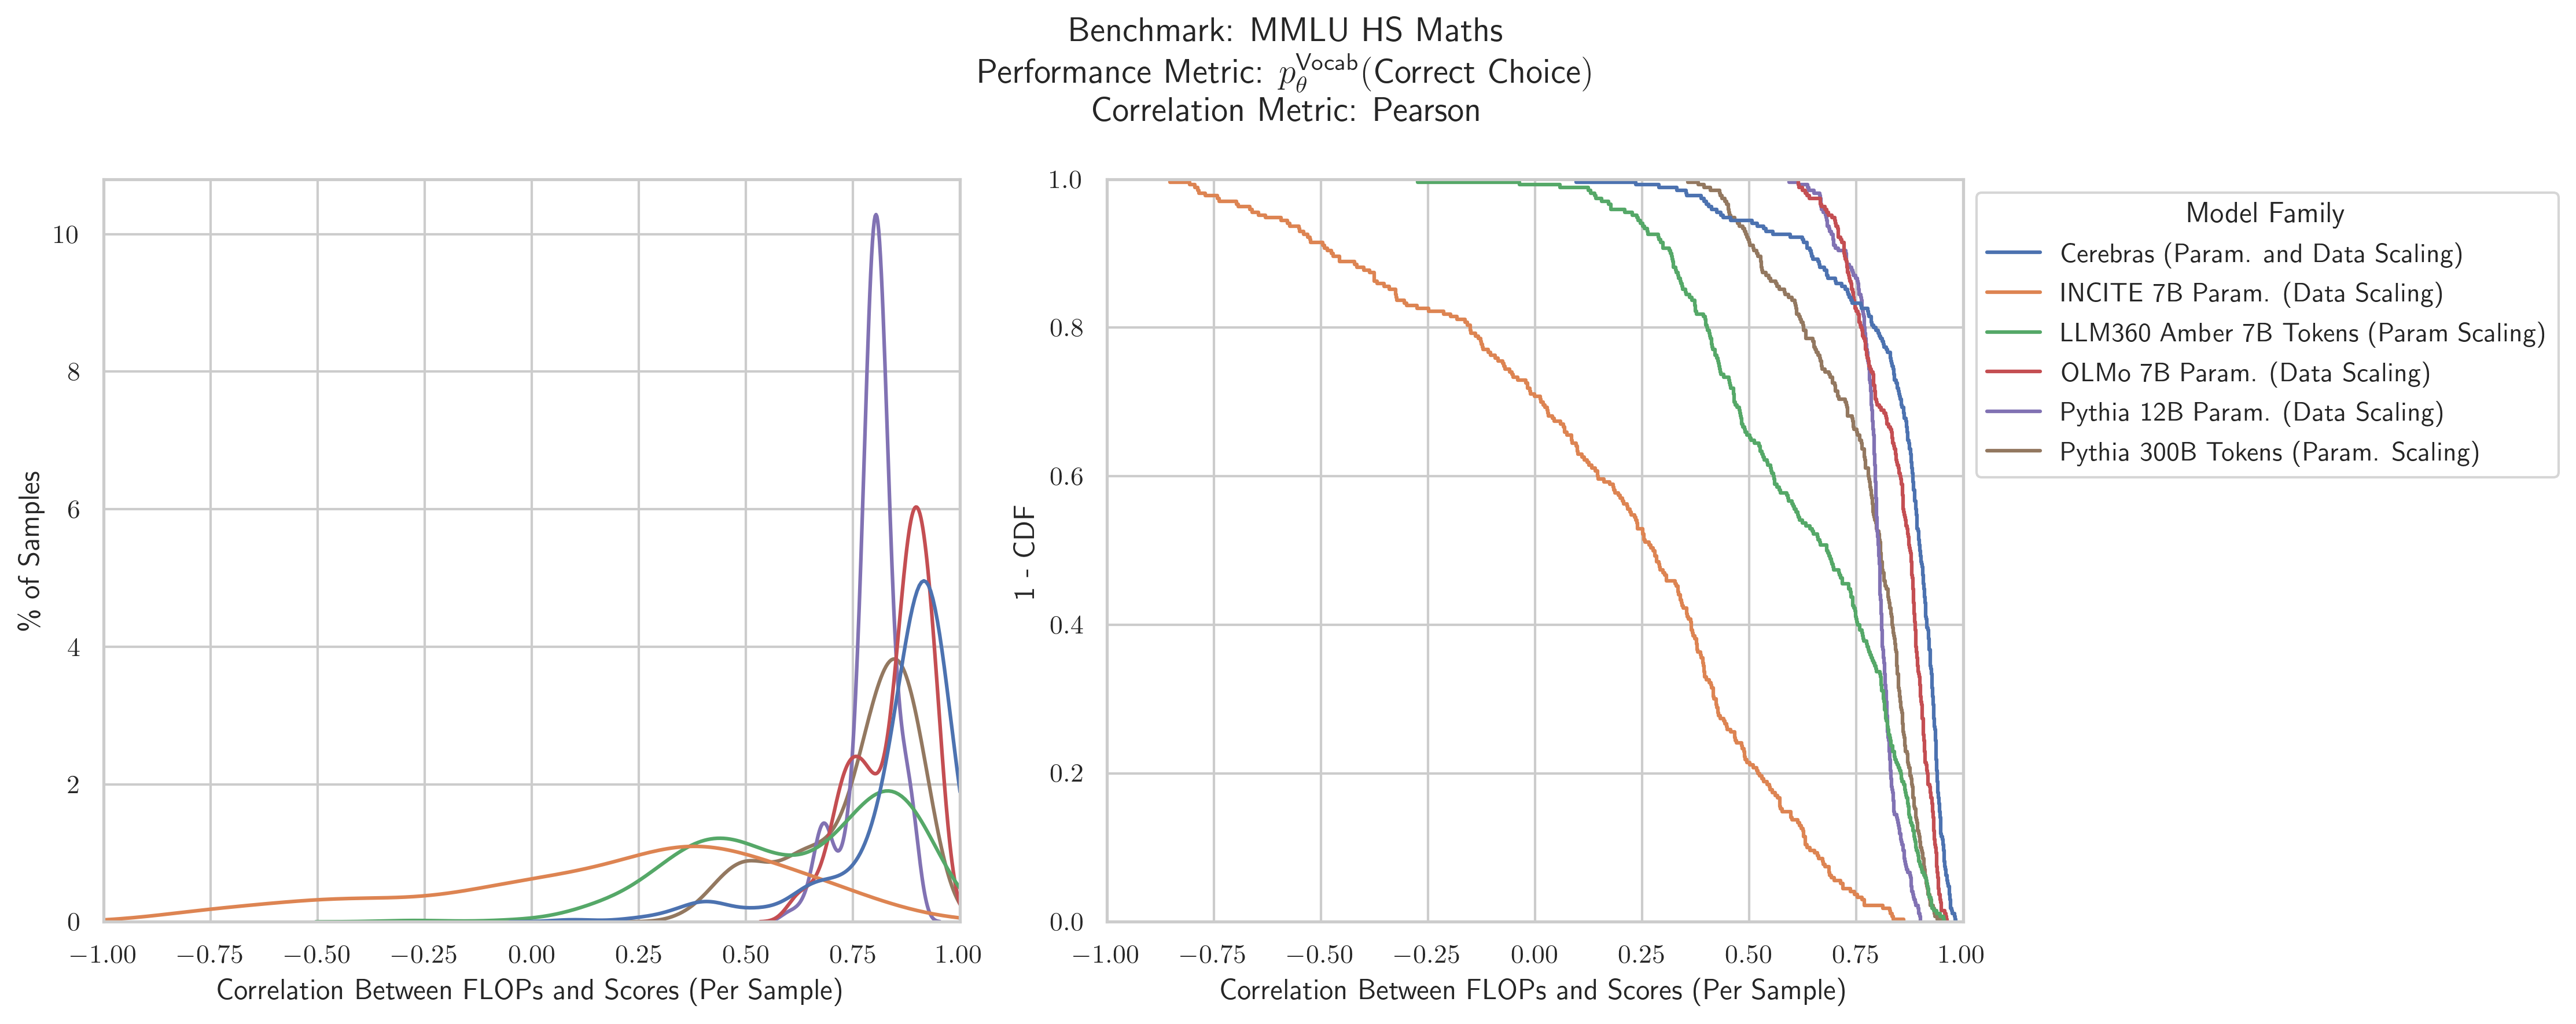 Benchmark: MMLU HS Maths
Performance Metric: $p_{\theta}^{\text{Vocab}}$(Correct Choice)
Correlation Metric: Pearson
% of Samples
10
8
6
4
2
0
−1.00 −0.75 −0.50 −0.25 0.00 0.25 0.50 0.75 1.00
Correlation Between FLOPs and Scores (Per Sample)
1 - CDF
1.0
0.8
0.6
0.4
0.2
0.0
−1.00 −0.75 −0.50 −0.25 0.00 0.25 0.50 0.75 1.00
Correlation Between FLOPs and Scores (Per Sample)
Model Family
Cerebras (Param. and Data Scaling)
INCITE 7B Param. (Data Scaling)
LLM360 Amber 7B Tokens (Param Scaling)
OLMo 7B Param. (Data Scaling)
Pythia 12B Param. (Data Scaling)
Pythia 300B Tokens (Param. Scaling)